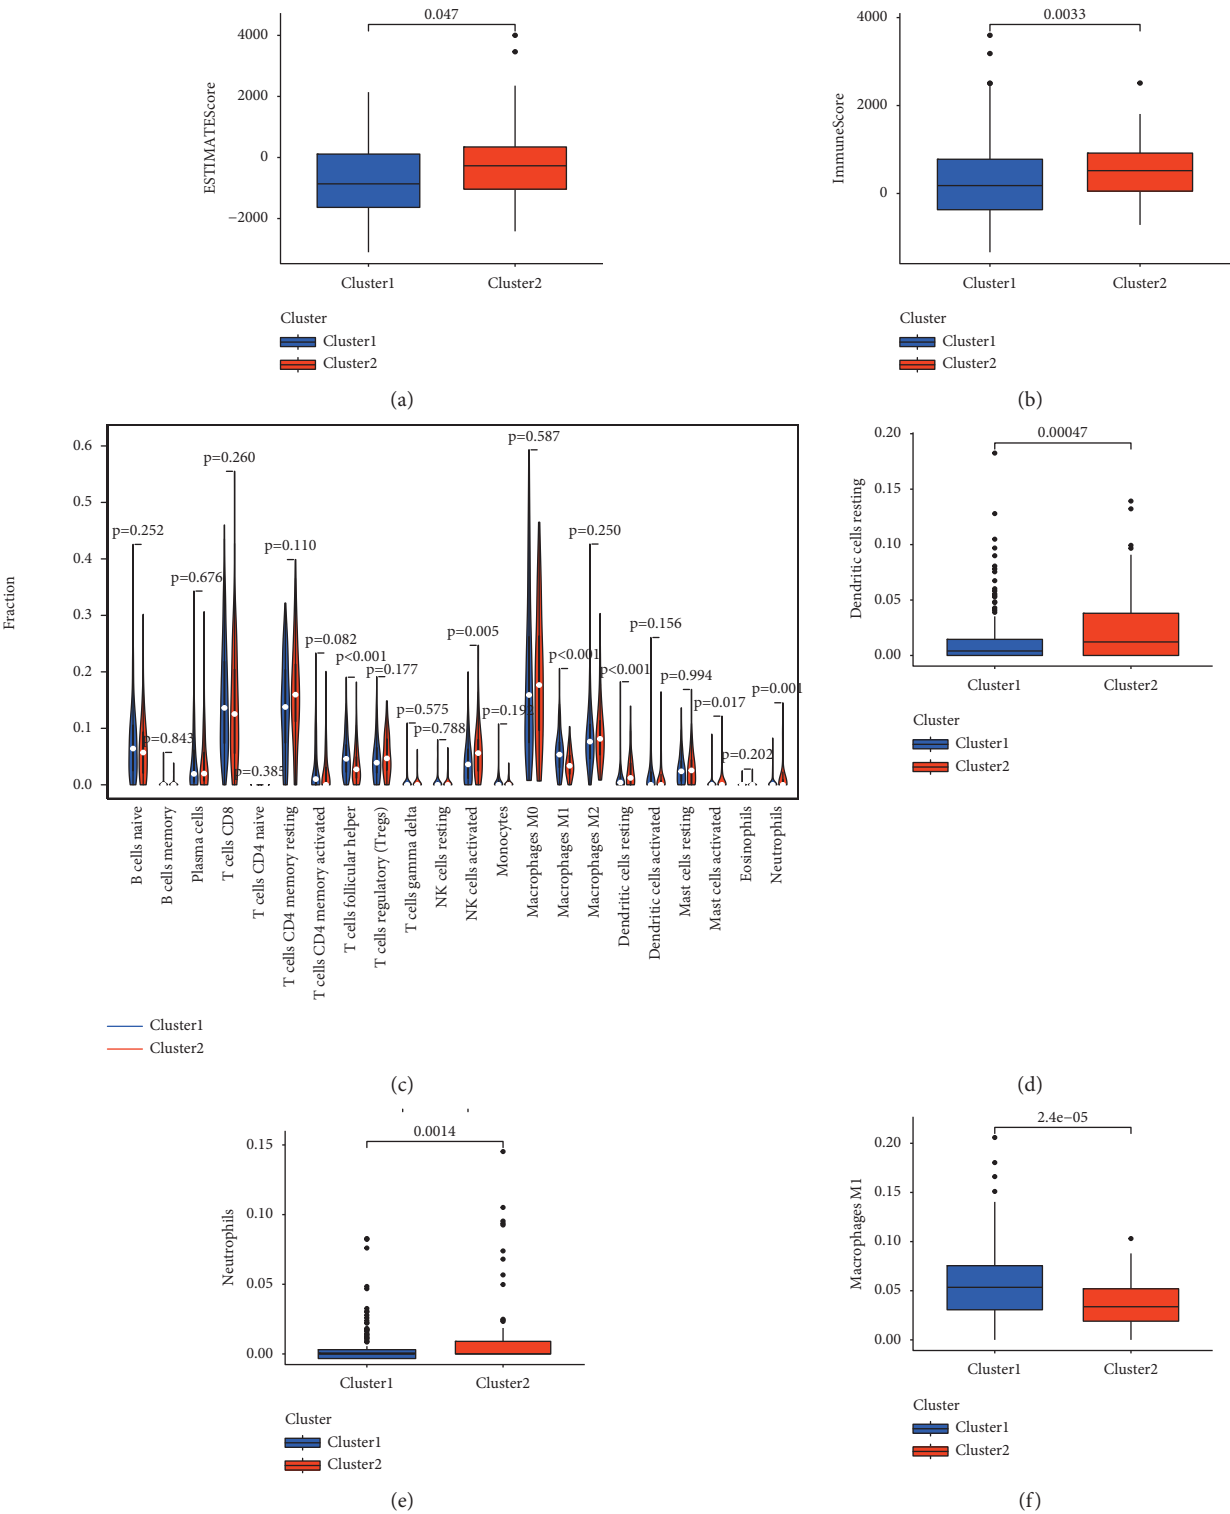 0.047
4000
2000
0
−2000
ESTIMATEScore
Cluster1
Cluster2
Cluster
Cluster1
Cluster2
(a)
0.0033
4000
2000
0
ImmuneScore
Cluster1
Cluster2
Cluster
Cluster1
Cluster2
(b)
0.6
0.5
0.4
0.3
0.2
0.1
0.0
Fraction
p=0.252
p=0.843
p=0.676
p=0.260
p=0.385
p=0.110
p=0.082
p<0.001
p=0.177
p=0.575
p=0.788
p=0.005
p=0.587
p<0.001
p=0.250
p<0.001
p=0.156
p=0.994
p=0.017
p=0.202
p=0.001
B cells naive
B cells memory
Plasma cells
T cells CD8
T cells CD4 naive
T cells CD4 memory resting
T cells CD4 memory activated
T cells follicular helper
T cells regulatory (Tregs)
T cells gamma delta
NK cells resting
NK cells activated
Monocytes
Macrophages M0
Macrophages M1
Macrophages M2
Dendritic cells resting
Dendritic cells activated
Mast cells resting
Mast cells activated
Eosinophils
Neutrophils
Cluster1
Cluster2
(c)
0.00047
0.20
0.15
0.10
0.05
0.00
Dendritic cells resting
Cluster1
Cluster2
Cluster
Cluster1
Cluster2
(d)
0.0014
0.15
0.10
0.05
0.00
Neutrophils
Cluster1
Cluster2
Cluster
Cluster1
Cluster2
(e)
2.4e−05
0.20
0.15
0.10
0.05
0.00
Macrophages M1
Cluster1
Cluster2
Cluster
Cluster1
Cluster2
(f)